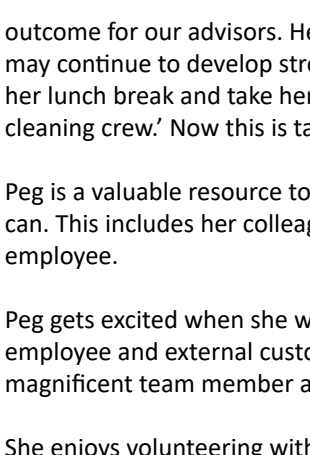 outcome for our advisors. He
may continue to develop stro
her lunch break and take her
cleaning crew.’ Now this is ta
Peg is a valuable resource to
can. This includes her colleag
employee.
Peg gets excited when she w
employee and external custo
magnificent team member a
She enjoys volunteering with